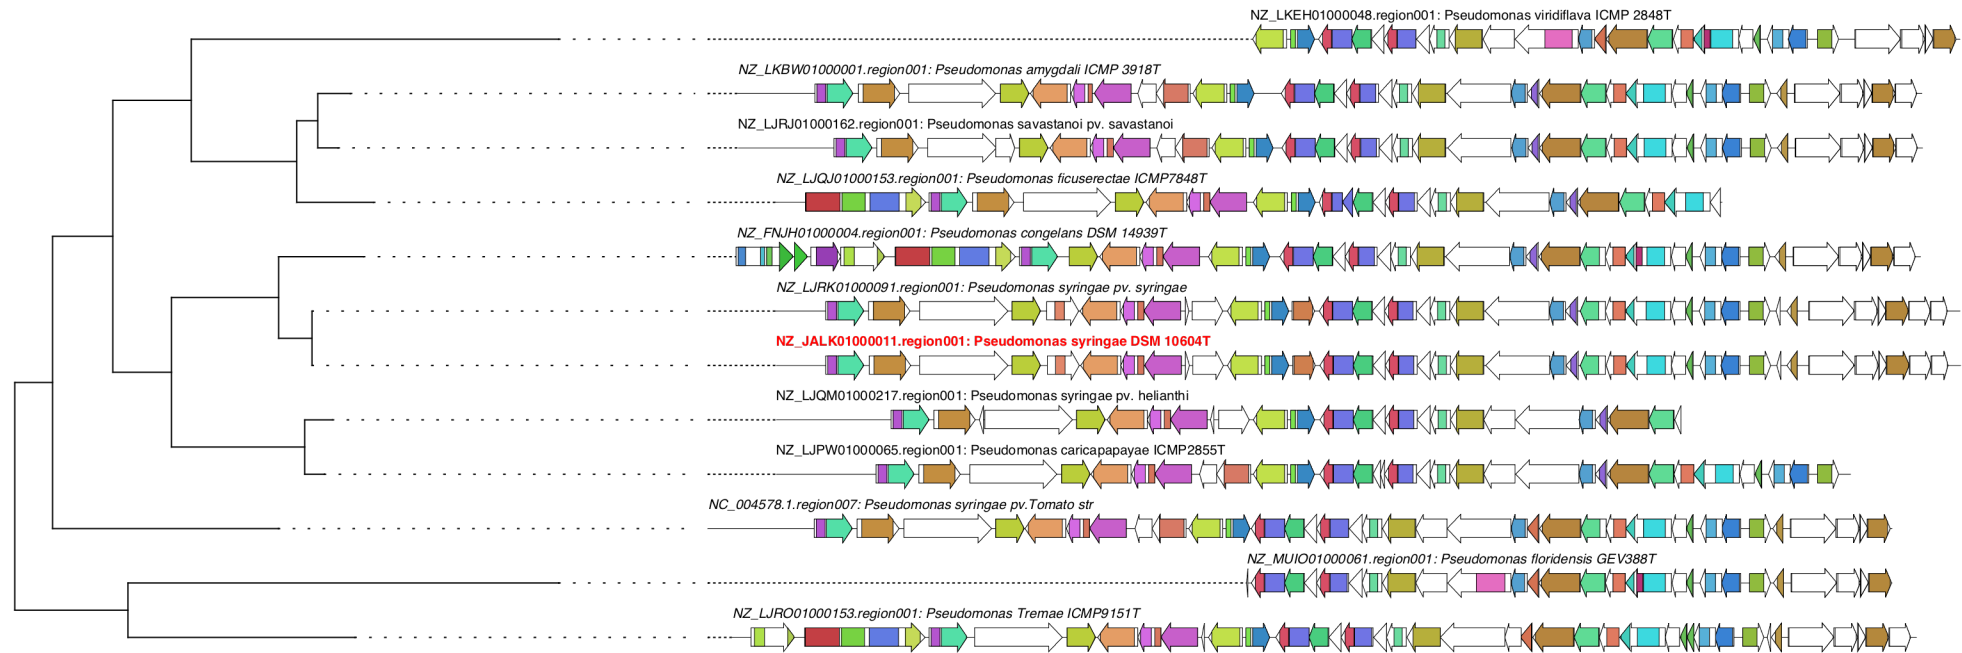 NZ_LKEH01000048.region001: Pseudomonas viridiflava ICMP 2848T
NZ_LKBW01000001.region001: Pseudomonas amygdali ICMP 3918T
NZ_LJRJ01000162.region001: Pseudomonas savastanoi pv. savastanoi
NZ_LJQJ01000153.region001: Pseudomonas ficuserectae ICMP7848T
NZ_FNJH01000004.region001: Pseudomonas congelans DSM 14939T
NZ_LJRK01000091.region001: Pseudomonas syringae pv. syringae
NZ_JALK01000011.region001: Pseudomonas syringae DSM 10604T
NZ_LJQM01000217.region001: Pseudomonas syringae pv. helianthi
NZ_LJPW01000065.region001: Pseudomonas caricapapayae ICMP2855T
NC_004578.1.region007: Pseudomonas syringae pv.Tomato str
NZ_MUIO01000061.region001: Pseudomonas floridensis GEV388T
NZ_LJRO01000153.region001: Pseudomonas Tremae ICMP9151T